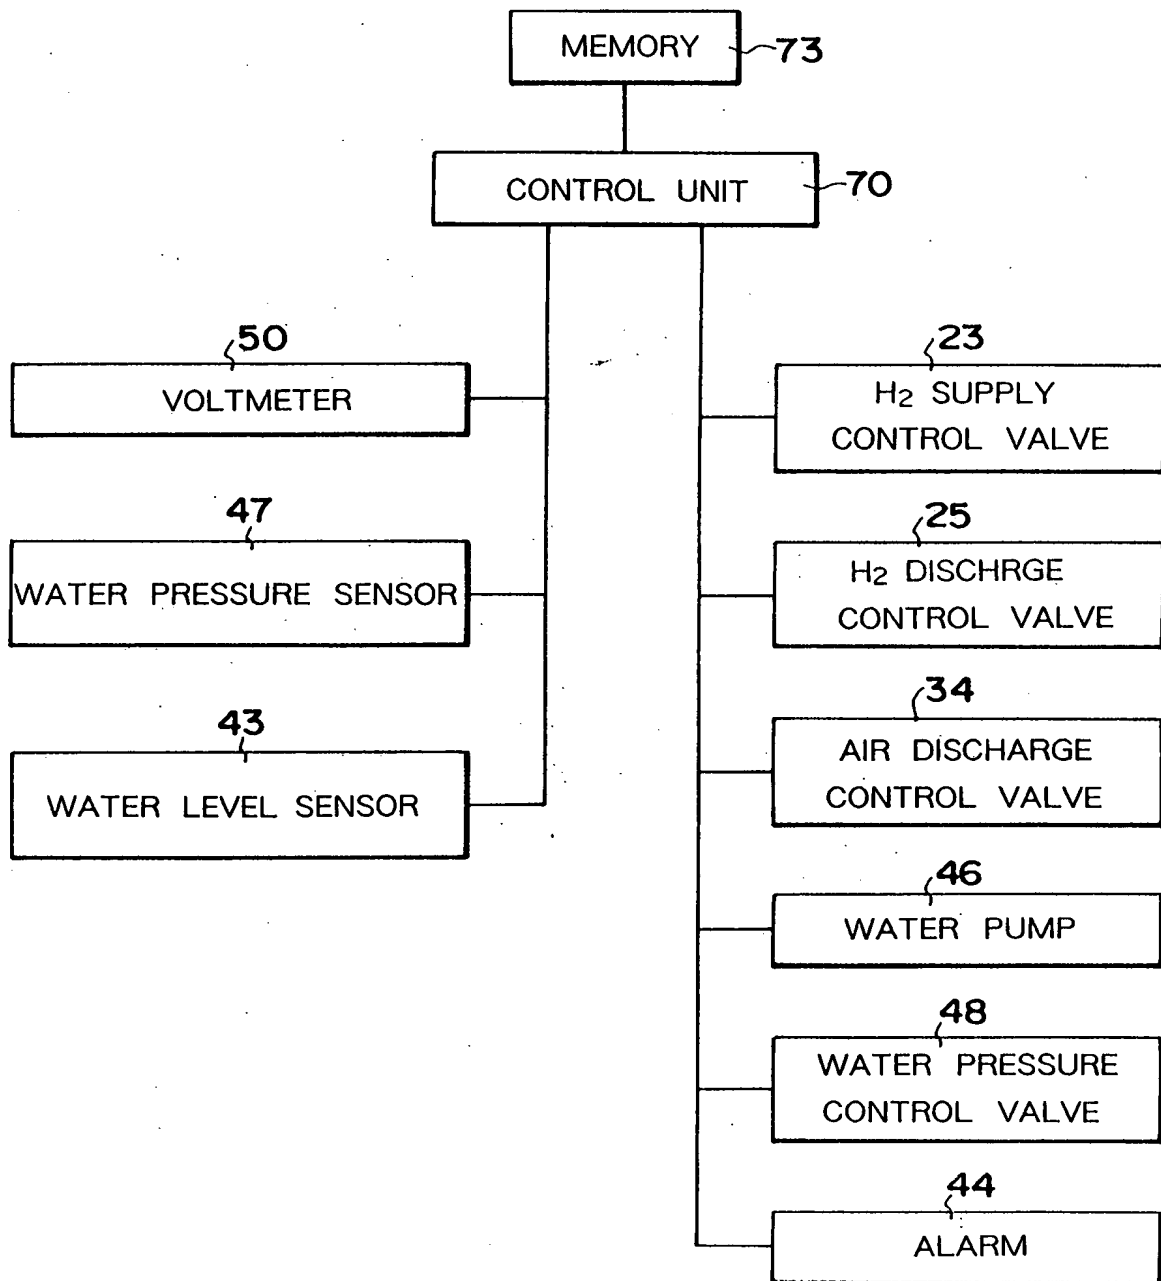 MEMORY
73
CONTROL UNIT
70
50
VOLTMETER
47
WATER PRESSURE SENSOR
43
WATER LEVEL SENSOR
23
H2 SUPPLY
CONTROL VALVE
25
H2 DISCHRGE
CONTROL VALVE
34
AIR DISCHARGE
CONTROL VALVE
46
WATER PUMP
48
WATER PRESSURE
CONTROL VALVE
44
ALARM